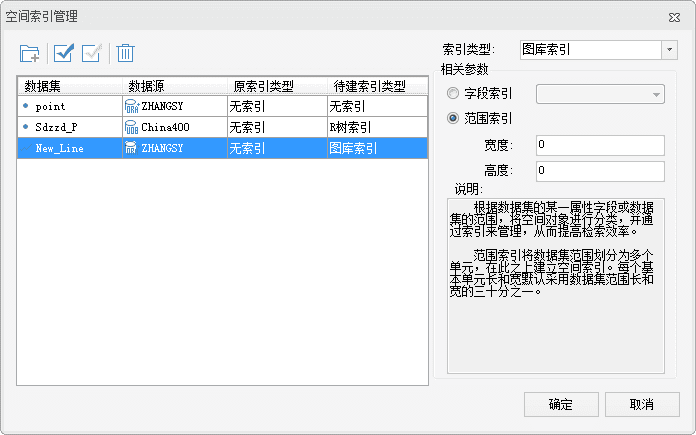 空间索引管理
索引类型: 图库索引
相关参数
数据集 数据源 原索引类型 待建索引类型
point ZHANGSY 无索引 无索引
Sdzzd_P China400 无索引 R树索引
New_Line ZHANGSY 无索引 图库索引
字段索引
范围索引
宽度: 0
高度: 0
说明:
根据数据集的某一属性字段或数据
集的范围，将空间对象进行分类，并通
过索引来管理，从而提高检索效率。
范围索引将数据集范围划分为多个
单元，在此之上建立空间索引。每个基
本单元长和宽默认采用数据集范围长和
宽的三十分之一。
确定 取消